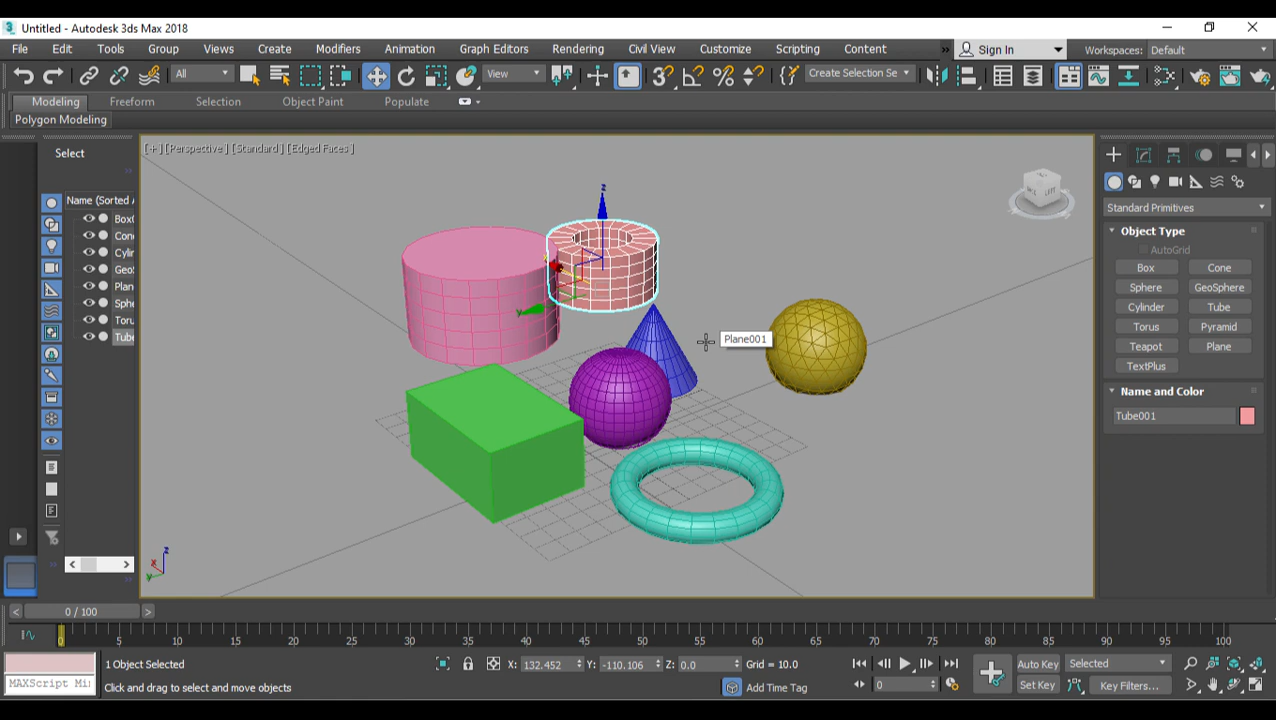 Untitled - Autodesk 3ds Max 2018
File Edit Tools Group Views Create Modifiers Animation Graph Editors Rendering Civil View Customize Scripting Content » Sign In Workspaces: Default
All View Create Selection Se
Modeling Freeform Selection Object Paint Populate
Polygon Modeling
Select
[+] [Perspective] [Standard] [Edged Faces]
Name (Sorted A
Box0
Cone
Cylin
GeoS
Plan
Sphe
Toru
Tube
z
y
Plane001
z
x
y
Standard Primitives
Object Type
AutoGrid
Box Cone
Sphere GeoSphere
Cylinder Tube
Torus Pyramid
Teapot Plane
TextPlus
Name and Color
Tube001
0 / 100
0 5 10 15 20 25 30 35 40 45 50 55 60 65 70 75 80 85 90 95 100
1 Object Selected
X: 132.452 Y: -110.106 Z: 0.0 Grid = 10.0
Auto Key Selected
MAXScript Mi
Click and drag to select and move objects
Add Time Tag
0
Set Key Key Filters...